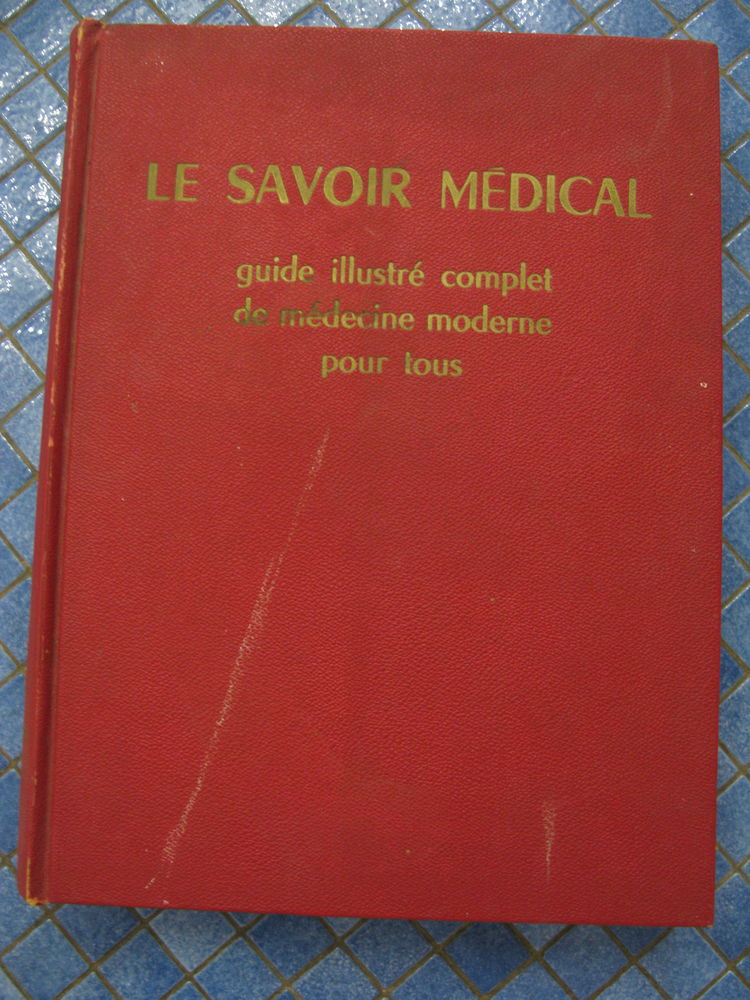 LE SAVOIR MÉDICAL
guide illustré complet
de médecine moderne
pour tous